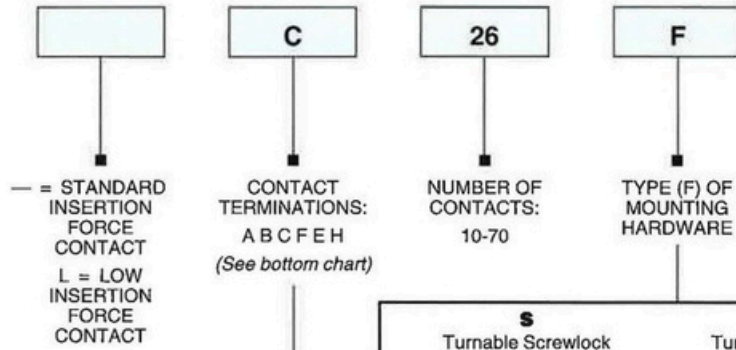 C
26
F
— = STANDARD
INSERTION
FORCE
CONTACT
L = LOW
INSERTION
FORCE
CONTACT
CONTACT
TERMINATIONS:
A B C F E H
(See bottom chart)
NUMBER OF
CONTACTS:
10-70
TYPE (F) OF
MOUNTING
HARDWARE
S
Turnable Screwlock